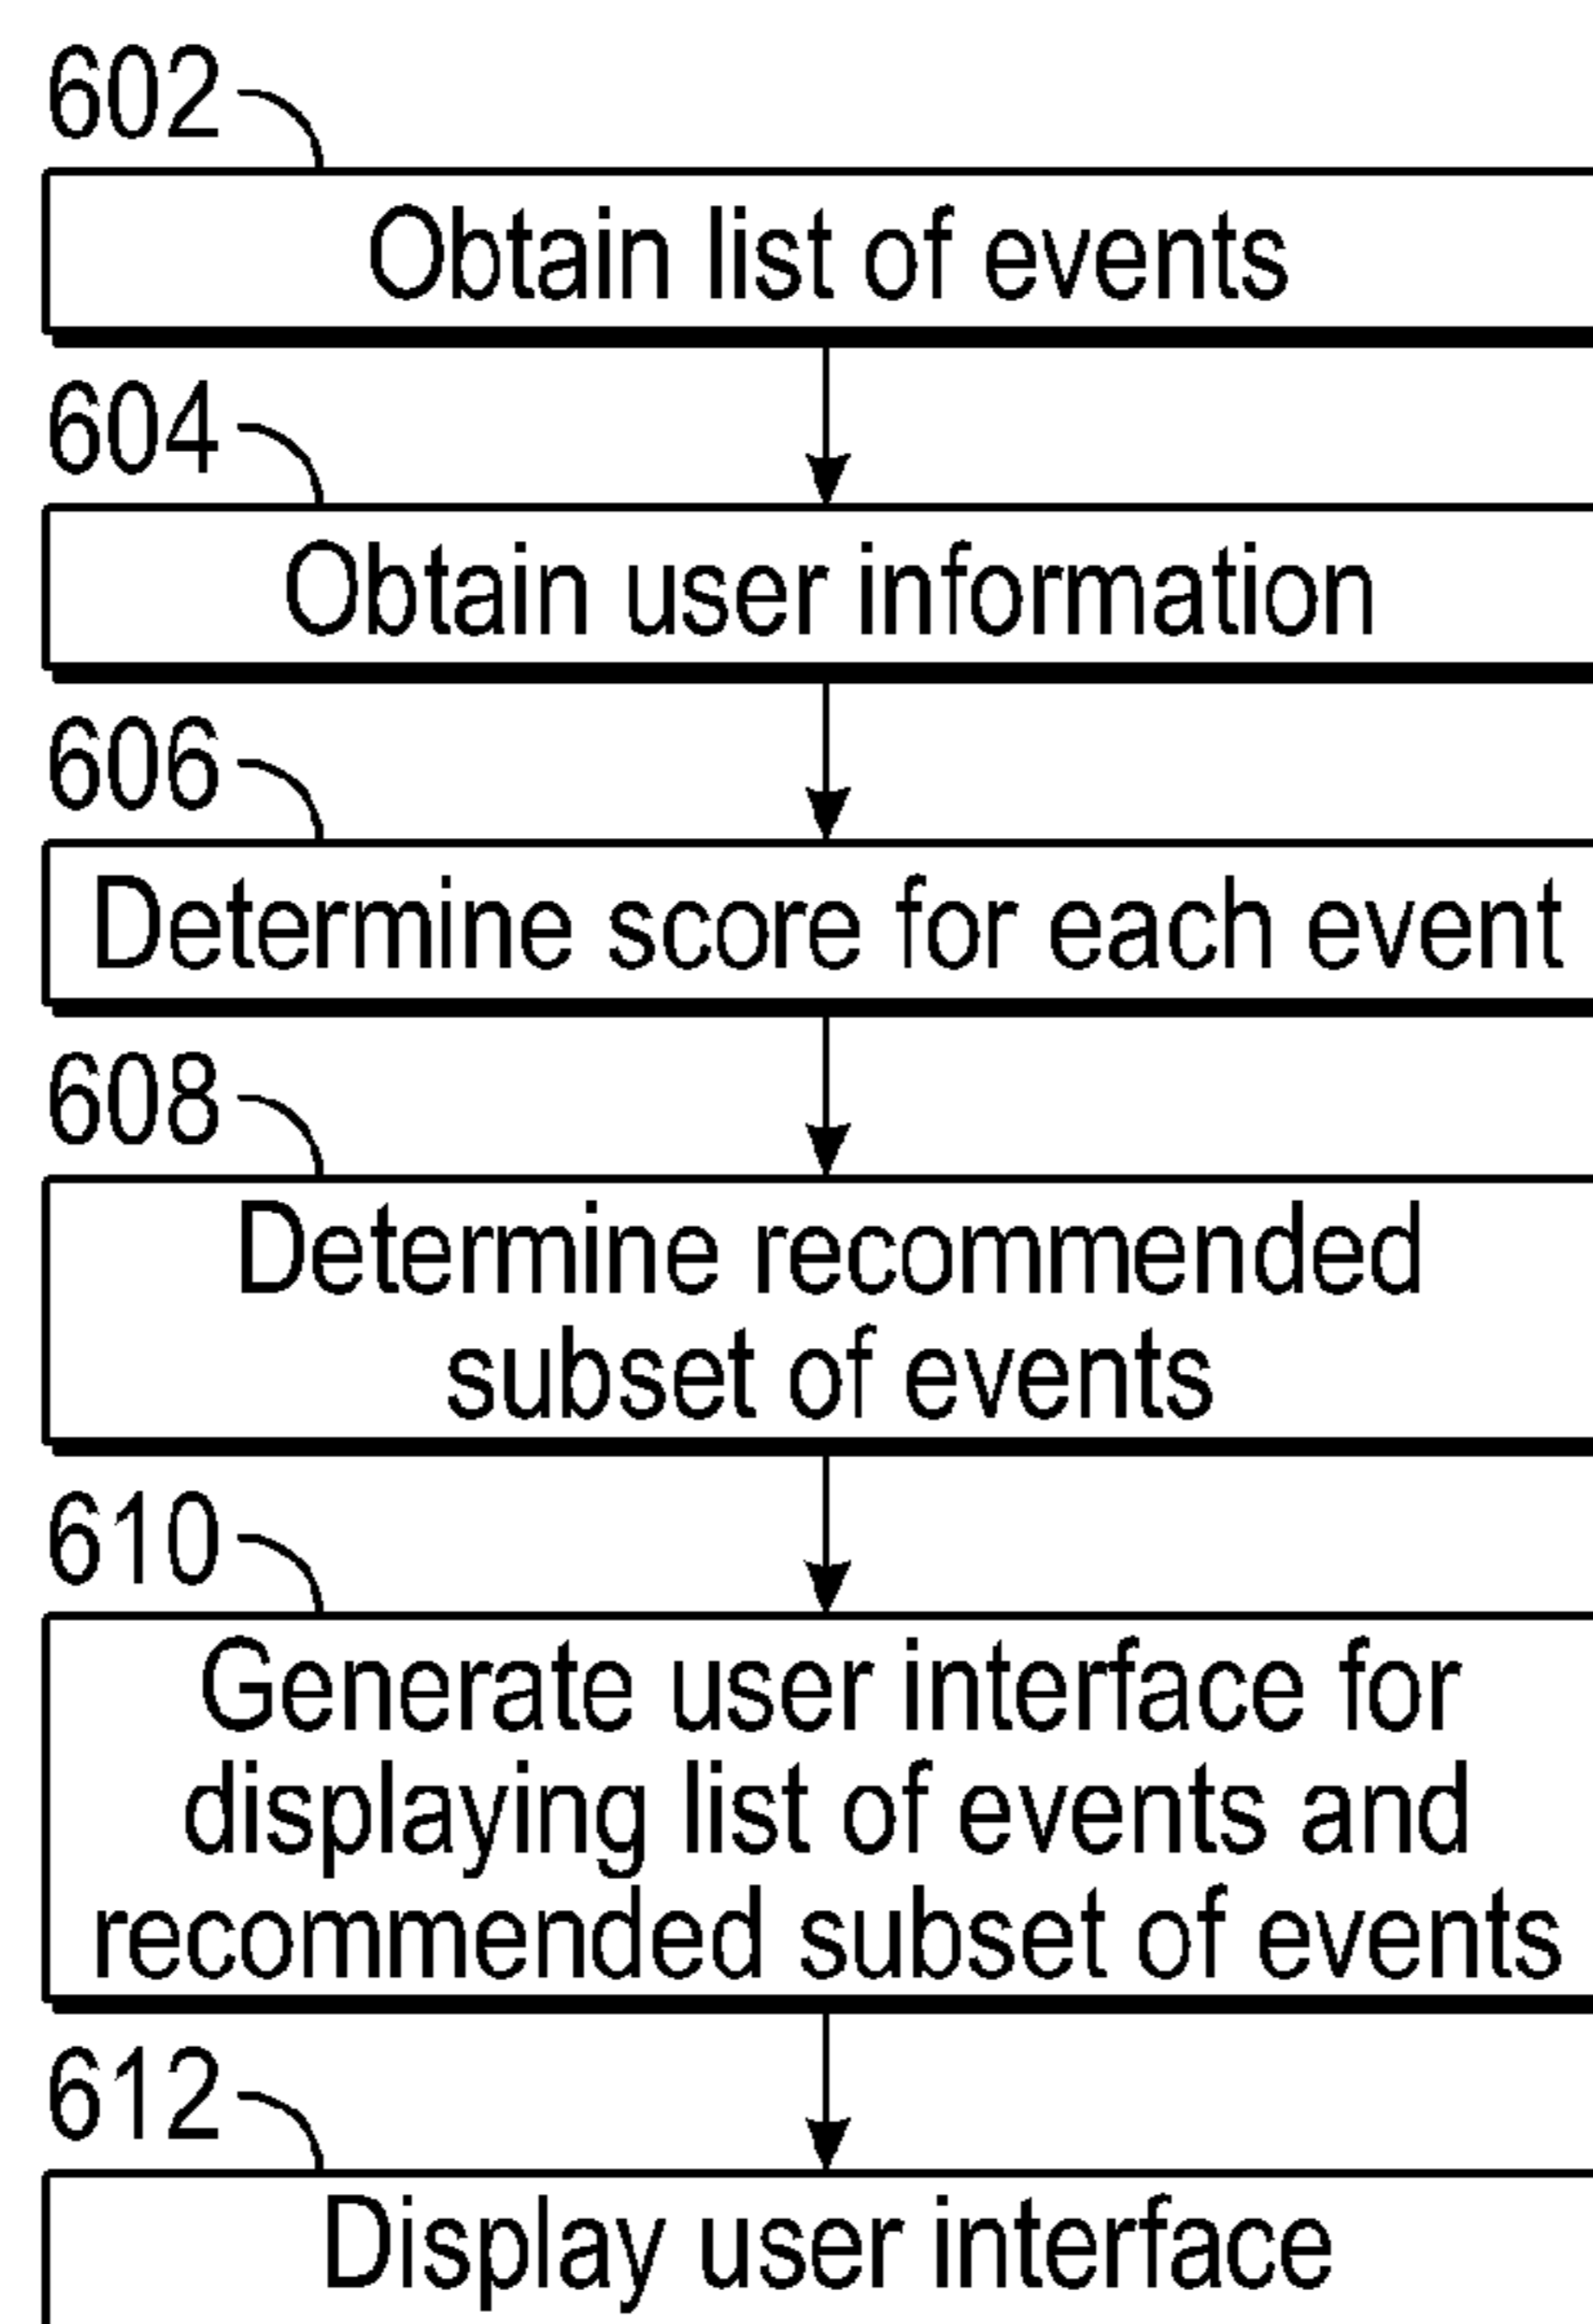 602
Obtain list of events
604
Obtain user information
606
Determine score for each event
608
Determine recommended
subset of events
610
Generate user interface for
displaying list of events and
recommended subset of events
612
Display user interface